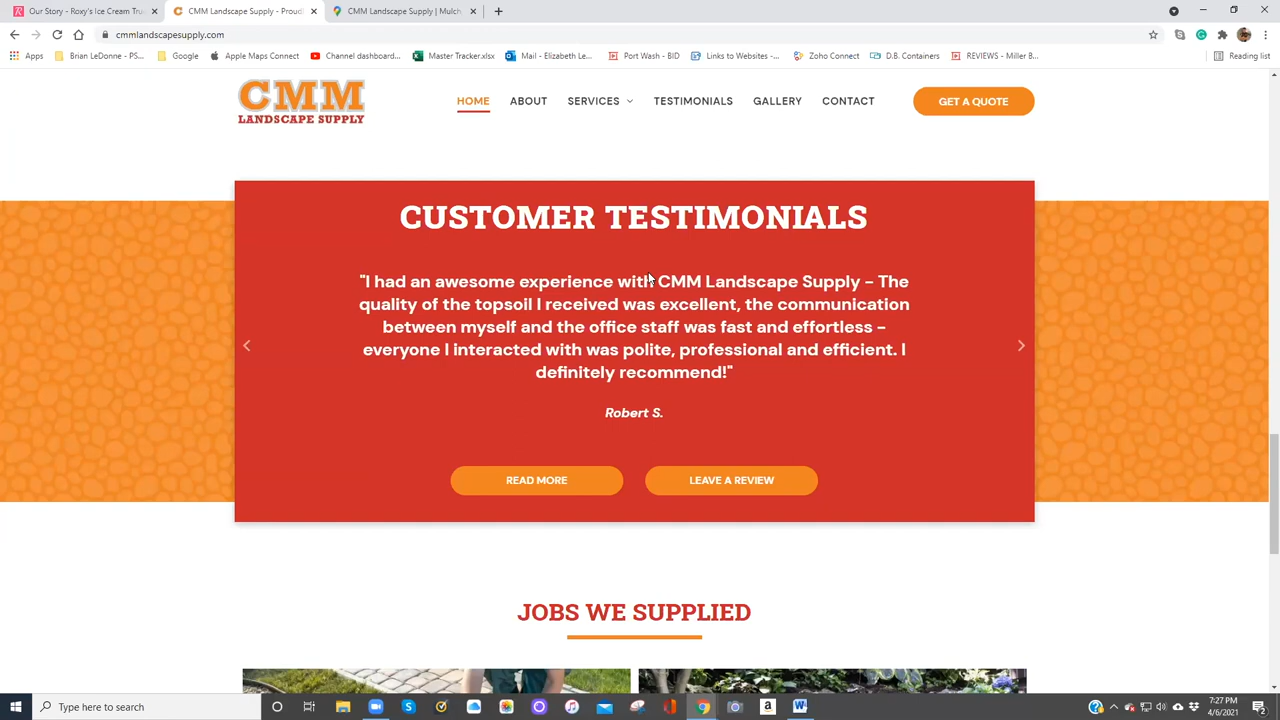 Our Story - Roxy's Ice Cream Tru
CMM Landscape Supply - Proudl
CMM Landscape Supply | Mulch
cmmlandscapesupply.com
Apps
Brian LeDonne - PS...
Google
Apple Maps Connect
Channel dashboard...
Master Tracker.xlsx
Mail - Elizabeth Le...
Port Wash - BID
Links to Websites -...
Zoho Connect
D.B. Containers
REVIEWS - Miller B...
Reading list
CMM
LANDSCAPE SUPPLY
HOME
ABOUT
SERVICES
TESTIMONIALS
GALLERY
CONTACT
GET A QUOTE
CUSTOMER TESTIMONIALS
"I had an awesome experience with CMM Landscape Supply – The
quality of the topsoil I received was excellent, the communication
between myself and the office staff was fast and effortless –
everyone I interacted with was polite, professional and efficient. I
definitely recommend!"
Robert S.
READ MORE
LEAVE A REVIEW
JOBS WE SUPPLIED
Type here to search
7:27 PM
4/6/2021